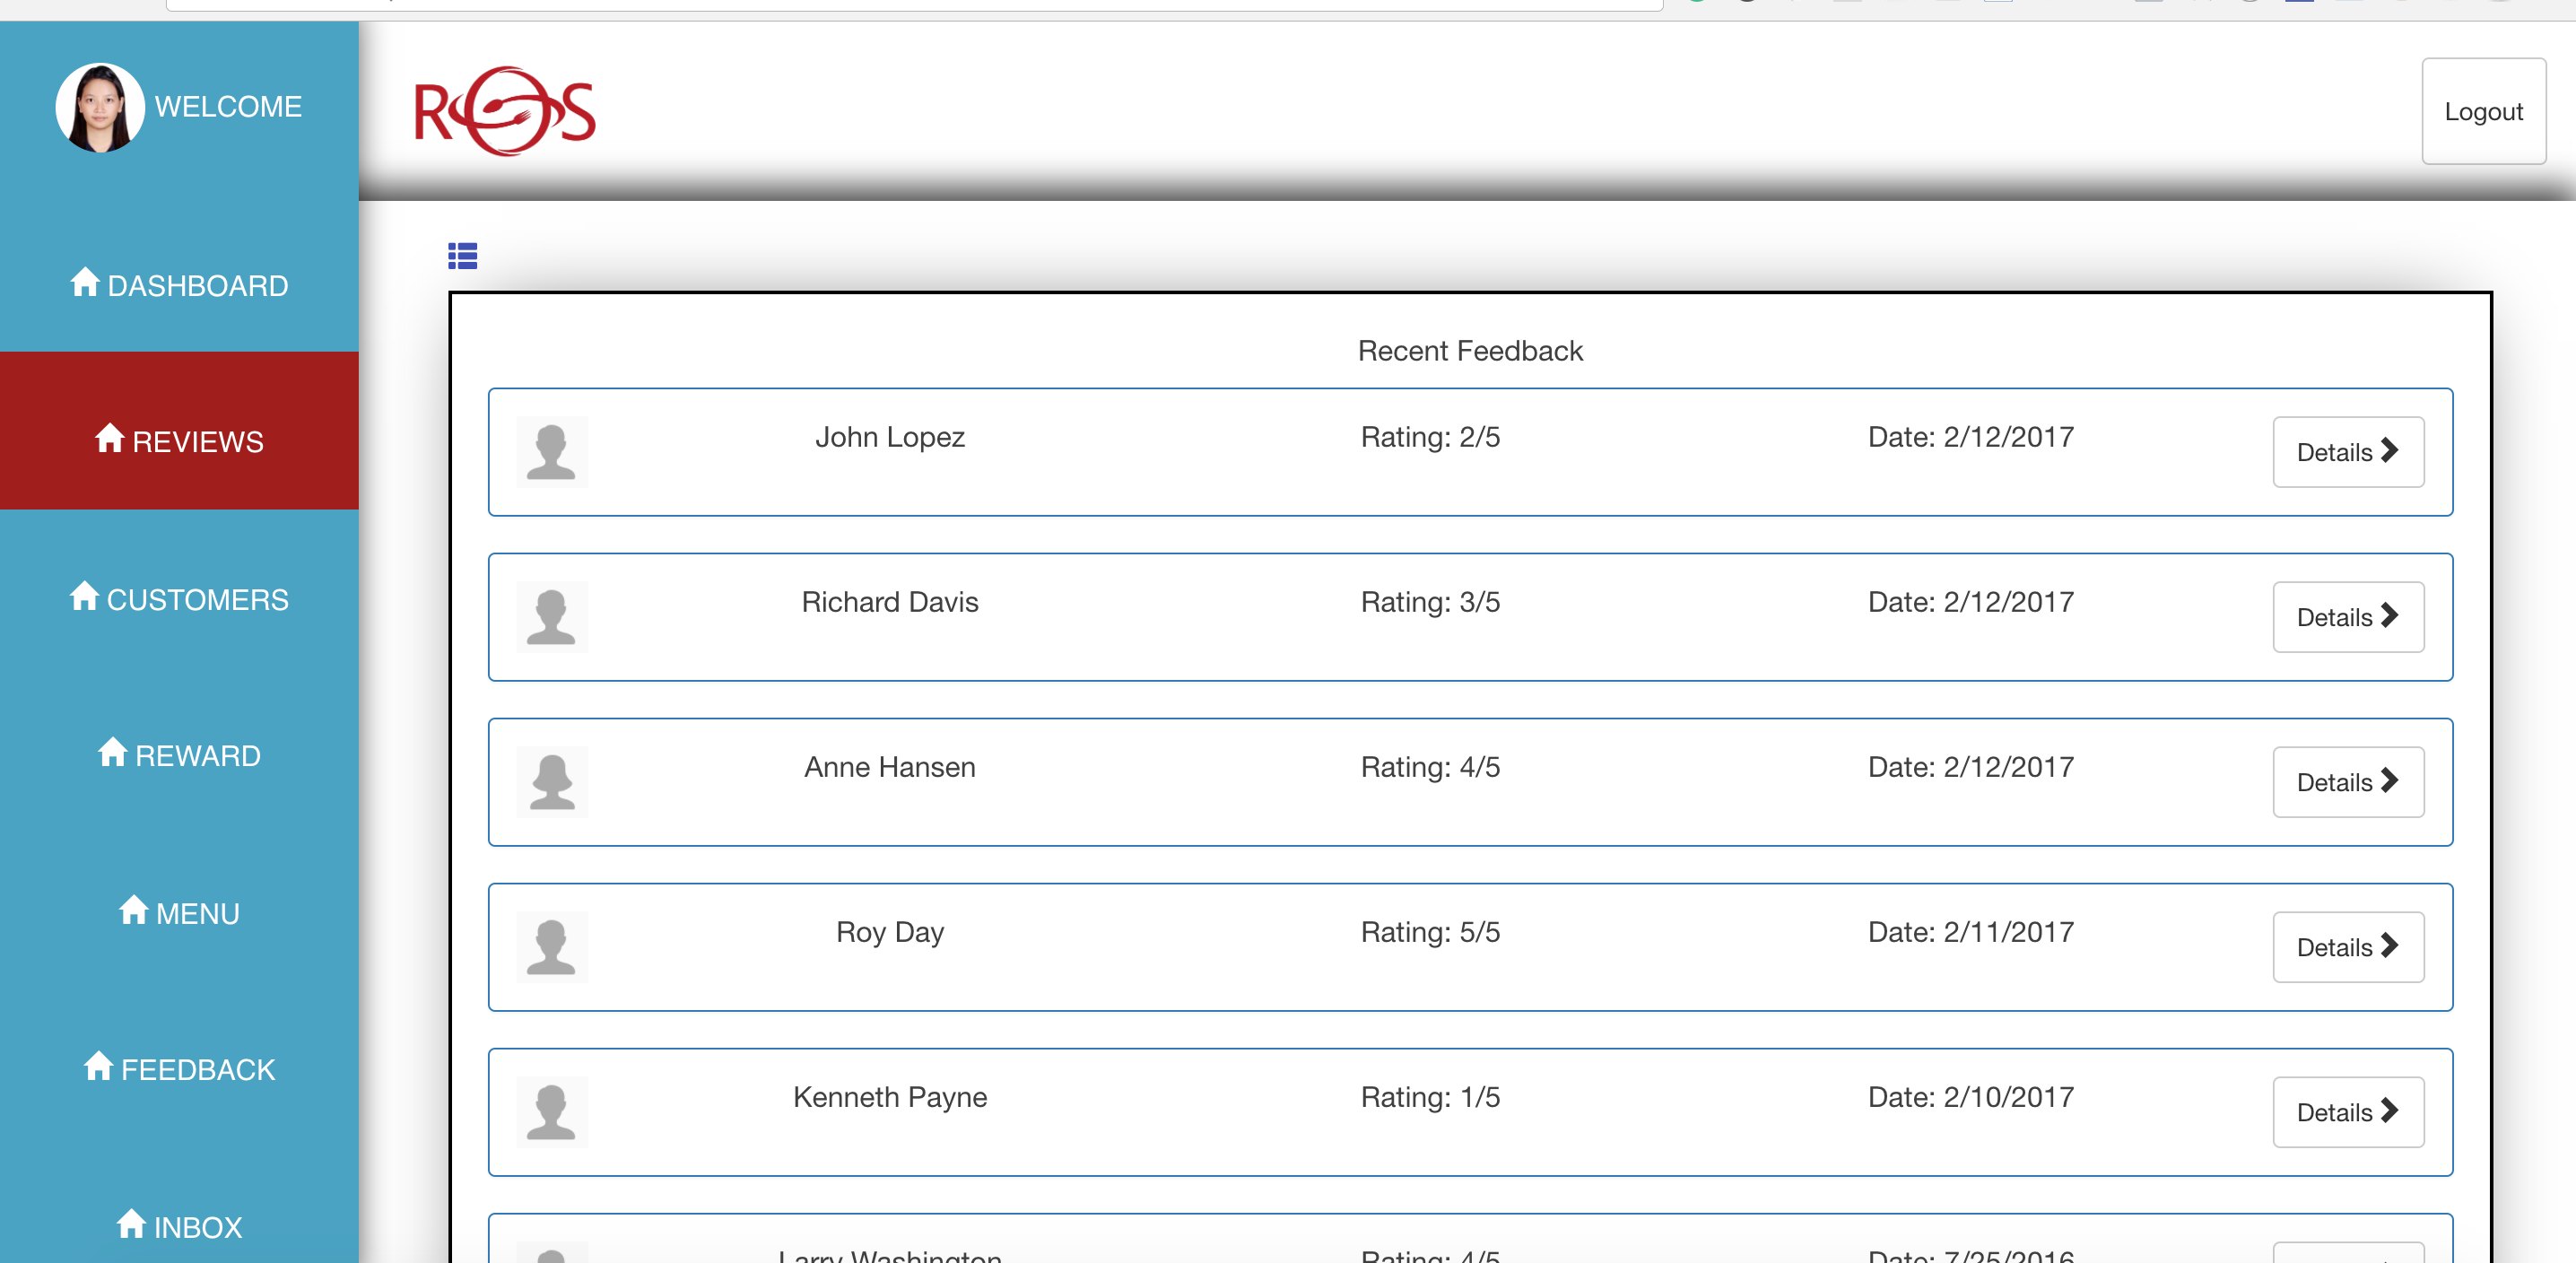 WELCOME
ROS
Logout
DASHBOARD
REVIEWS
CUSTOMERS
REWARD
MENU
FEEDBACK
INBOX
Recent Feedback
John Lopez Rating: 2/5 Date: 2/12/2017 Details
Richard Davis Rating: 3/5 Date: 2/12/2017 Details
Anne Hansen Rating: 4/5 Date: 2/12/2017 Details
Roy Day Rating: 5/5 Date: 2/11/2017 Details
Kenneth Payne Rating: 1/5 Date: 2/10/2017 Details
Larry Washington Rating: 4/5 Date: 7/25/2016